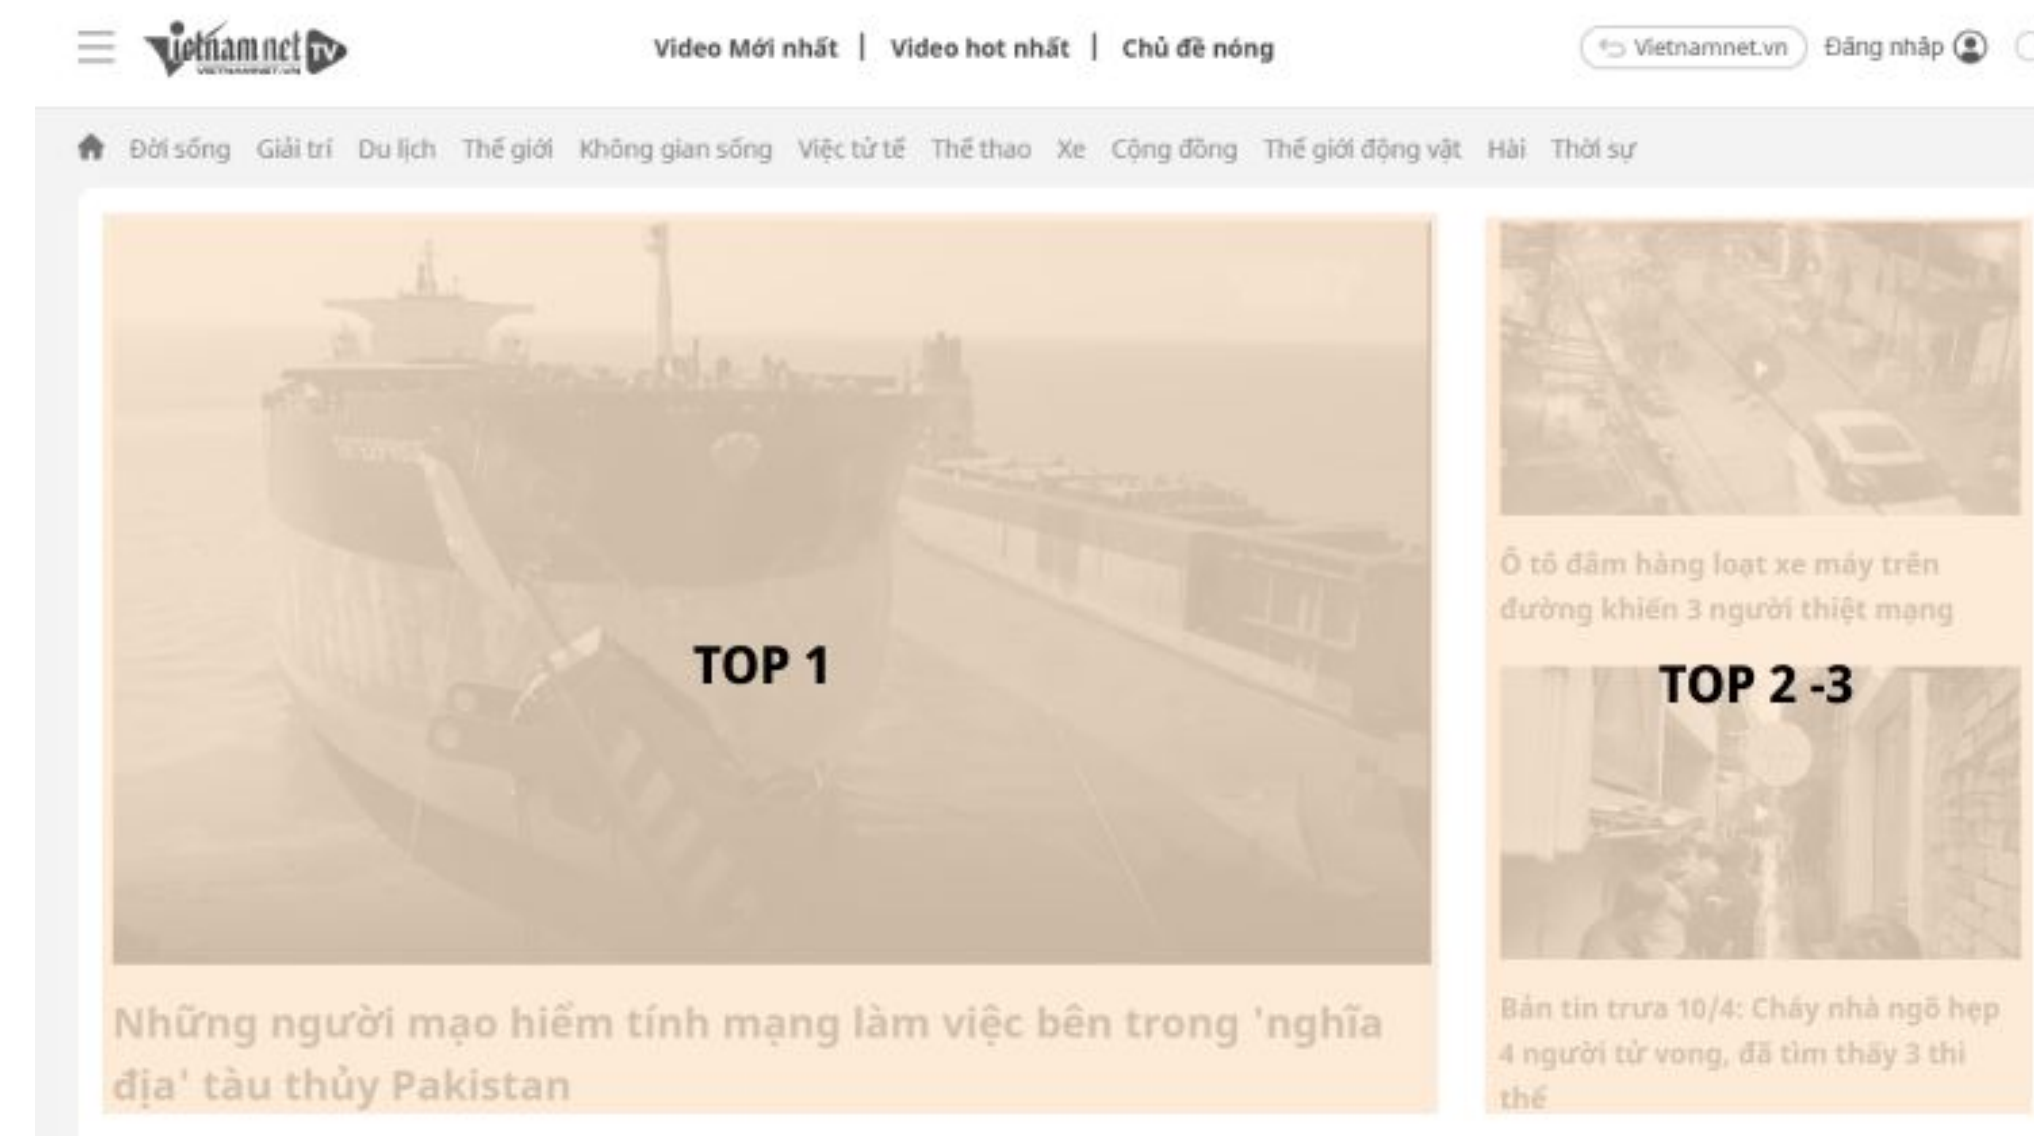 Vietnamnet TV
VIETNAMNET.VN
Video Mới nhất | Video hot nhất | Chủ đề nóng
Vietnamnet.vn
Đăng nhập
Đời sống Giải trí Du lịch Thế giới Không gian sống Việc tử tế Thể thao Xe Cộng đồng Thế giới động vật Hài Thời sự
TOP 1
Những người mạo hiểm tính mạng làm việc bên trong 'nghĩa
địa' tàu thủy Pakistan
Ô tô đâm hàng loạt xe máy trên
đường khiến 3 người thiệt mạng
TOP 2 -3
Bản tin trưa 10/4: Cháy nhà ngõ hẹp
4 người tử vong, đã tìm thấy 3 thi
thể